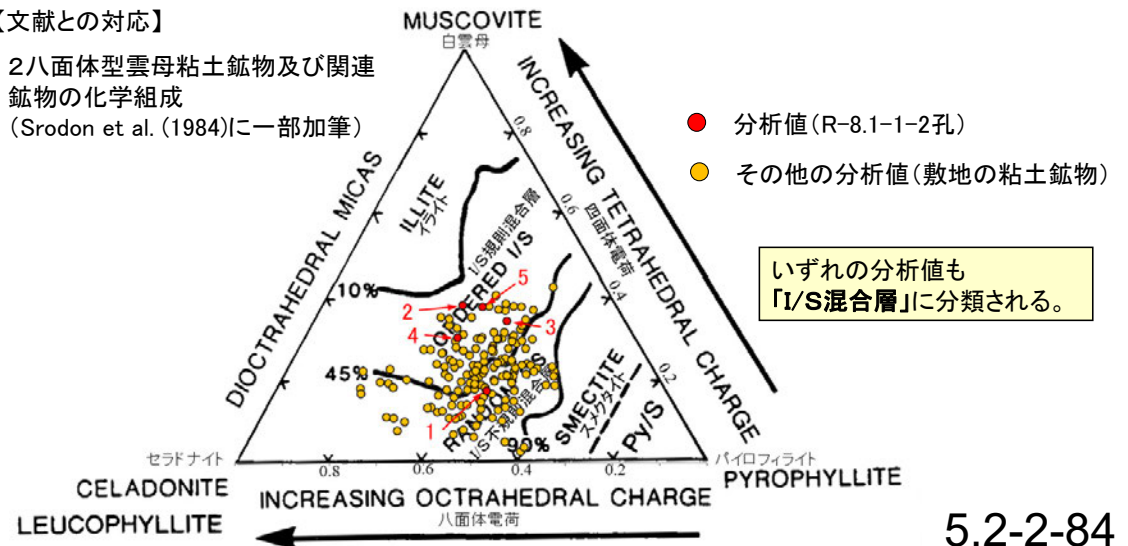 【文献との対応】
2八面体型雲母粘土鉱物及び関連
鉱物の化学組成
(Srodon et al. (1984)に一部加筆)
MUSCOVITE
白雲母
INCREASING TETRAHEDRAL CHARGE
四面体電荷
DIOCTRAHEDRAL MICAS
0.8
0.6
0.4
0.2
ILLITE
イライト
I/S規則混合層
ORDERED I/S
10%
45%
90%
2
5
3
4
1
I/S不規則混合層
SMECTITE
スメクタイト
Py/S
分析値(R-8.1-1-2孔)
その他の分析値(敷地の粘土鉱物)
いずれの分析値も
「I/S混合層」に分類される。
セラドナイト
CELADONITE
LEUCOPHYLLITE
0.8
0.6
0.4
0.2
INCREASING OCTRAHEDRAL CHARGE
八面体電荷
パイロフィライト
PYROPHYLLITE
5.2-2-84